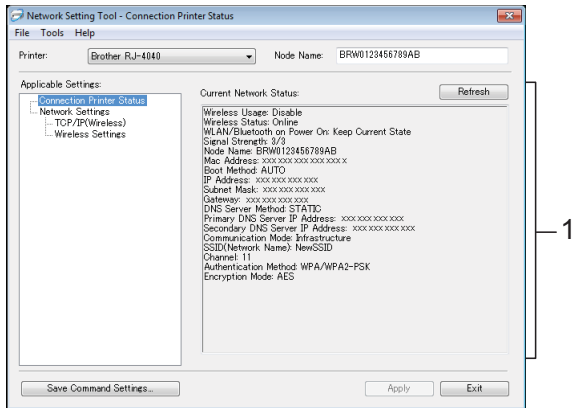 Network Setting Tool - Connection Printer Status
File Tools Help
Printer: Brother RJ-4040 Node Name: BRW0123456789AB
Applicable Settings:
Connection Printer Status
Network Settings
TCP/IP(Wireless)
Wireless Settings
Current Network Status: Refresh
Wireless Usage: Disable
Wireless Status: Online
WLAN/Bluetooth on Power On: Keep Current State
Signal Strength: 3/3
Node Name: BRW0123456789AB
Mac Address: xxx xxx xxx xxx xxx x
Boot Method: AUTO
IP Address: xxx xxx xxx xxx
Subnet Mask: xxx xxx xxx xxx
Gateway: xxx xxx xxx xxx
DNS Server Method: STATIC
Primary DNS Server IP Address: xxx xxx xxx xxx
Secondary DNS Server IP Address: xxx xxx xxx xxx
Communication Mode: Infrastructure
SSID(Network Name): NewSSID
Channel: 11
Authentication Method: WPA/WPA2-PSK
Encryption Mode: AES
1
Save Command Settings... Apply Exit